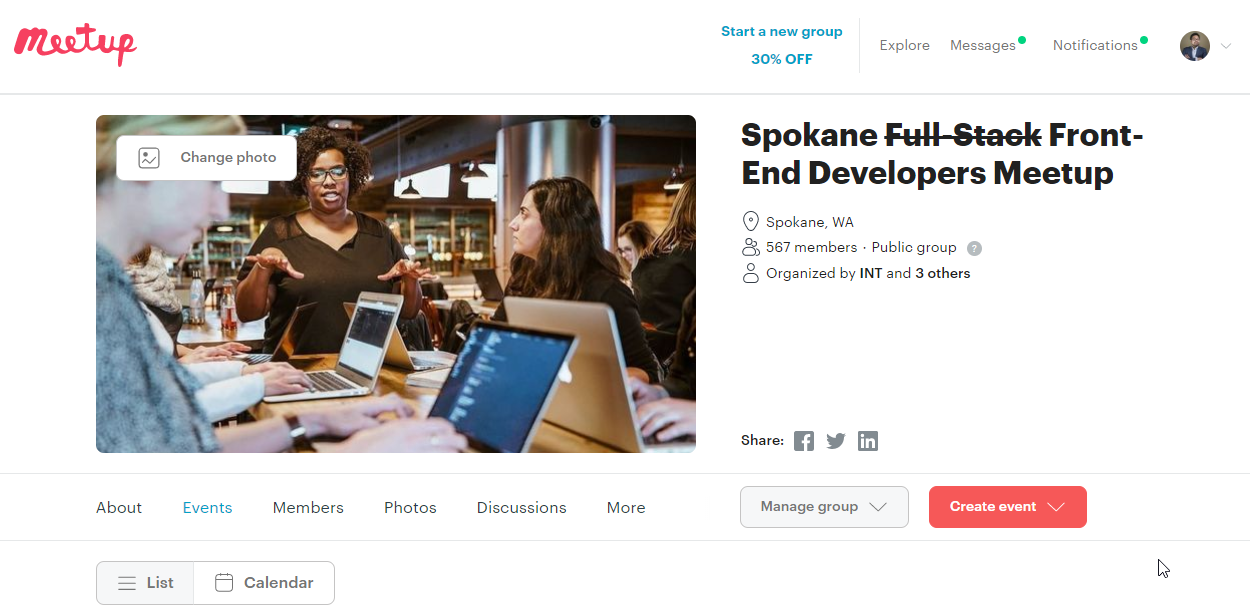 meetup
Start a new group
30% OFF
Explore
Messages
Notifications
Change photo
Spokane Full-Stack Front-
End Developers Meetup
Spokane, WA
567 members · Public group ?
Organized by INT and 3 others
Share:
About
Events
Members
Photos
Discussions
More
Manage group
Create event
List
Calendar